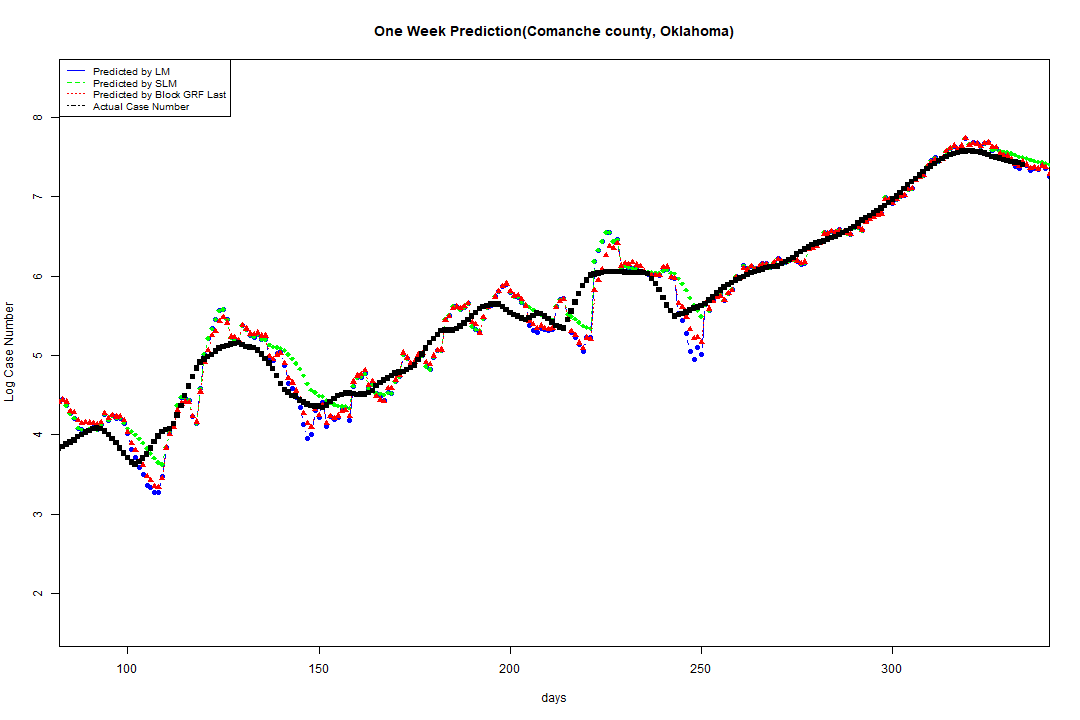 One Week Prediction(Comanche county, Oklahoma)
Predicted by LM
Predicted by SLM
Predicted by Block GRF Last
Actual Case Number
Log Case Number
8
7
6
5
4
3
2
100 150 200 250 300
days